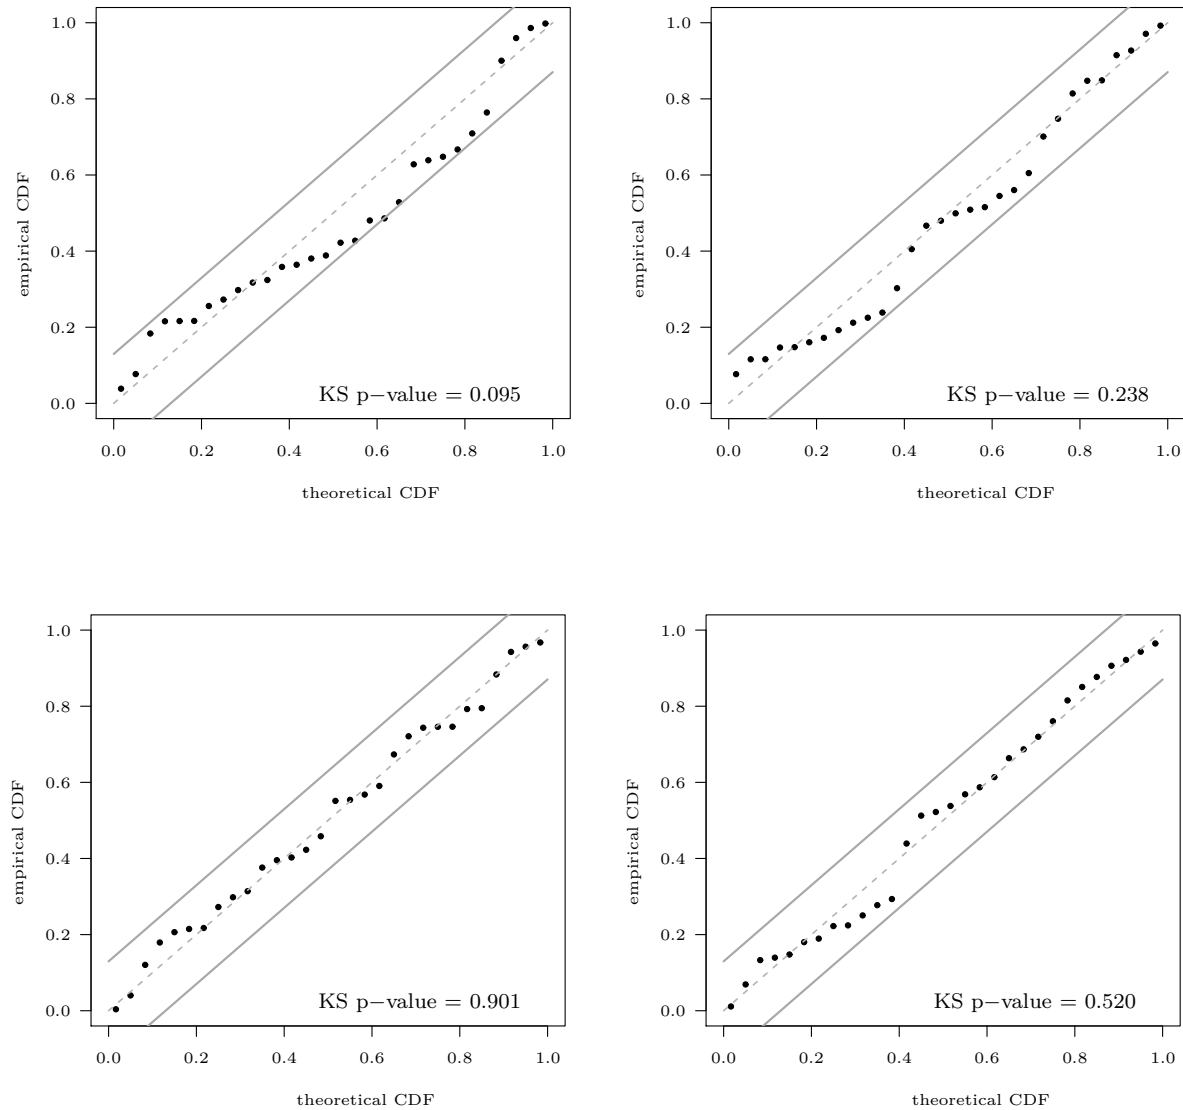 1.0
0.8
0.6
0.4
0.2
0.0
empirical CDF
KS p−value = 0.095
0.0 0.2 0.4 0.6 0.8 1.0
theoretical CDF
1.0
0.8
0.6
0.4
0.2
0.0
empirical CDF
KS p−value = 0.238
0.0 0.2 0.4 0.6 0.8 1.0
theoretical CDF
1.0
0.8
0.6
0.4
0.2
0.0
empirical CDF
KS p−value = 0.901
0.0 0.2 0.4 0.6 0.8 1.0
theoretical CDF
1.0
0.8
0.6
0.4
0.2
0.0
empirical CDF
KS p−value = 0.520
0.0 0.2 0.4 0.6 0.8 1.0
theoretical CDF